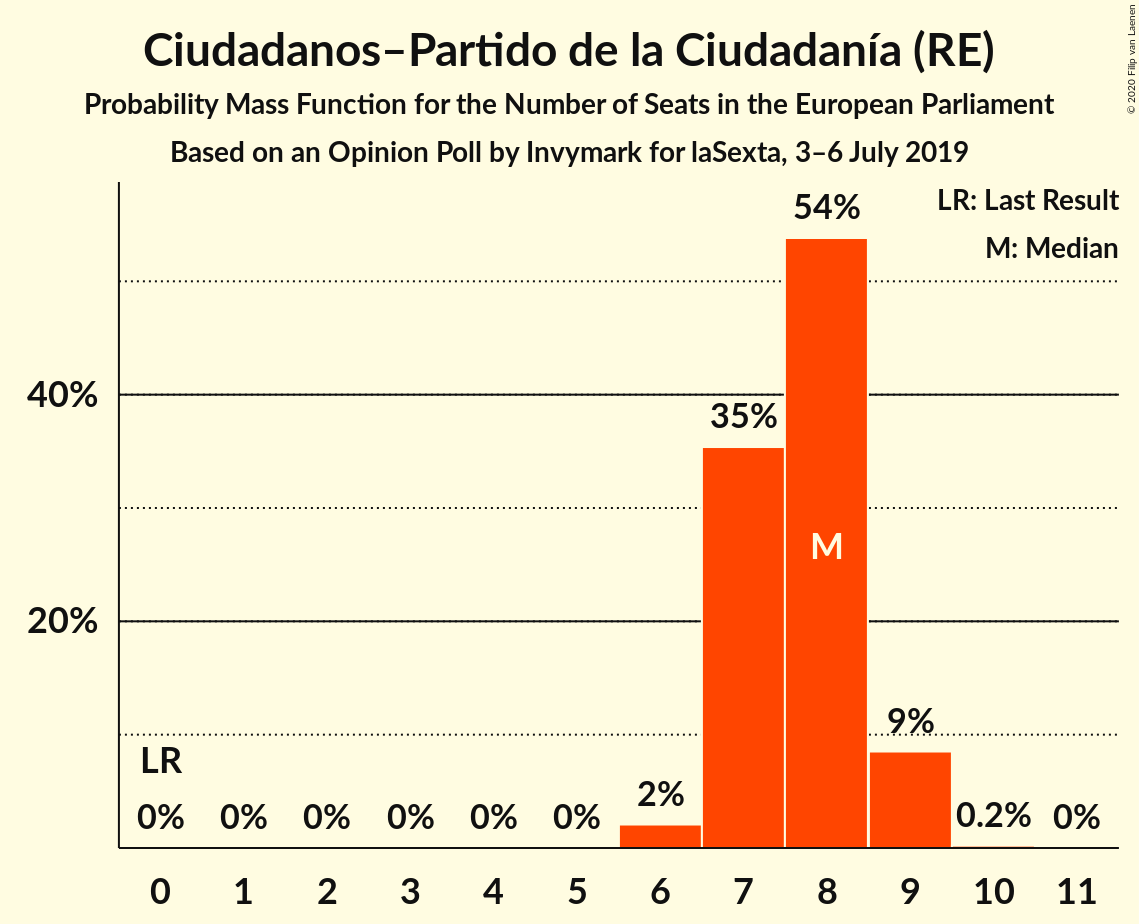 Ciudadanos–Partido de la Ciudadanía (RE)
Probability Mass Function for the Number of Seats in the European Parliament
Based on an Opinion Poll by Invymark for laSexta, 3–6 July 2019
© 2020 Filip van Laenen
LR: Last Result
M: Median
54%
40%
35%
M
20%
9%
LR
2%
0% 0% 0% 0% 0% 0% 0.2% 0%
0 1 2 3 4 5 6 7 8 9 10 11